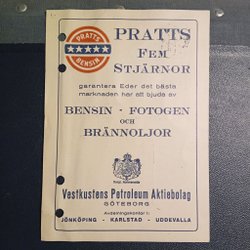 PRATTS
BENSIN
PRATTS
FEM
STJÄRNOR
garantera Eder det bästa
marknaden har att bjuda av
BENSIN - FOTOGEN
OCH
BRÄNNOLJOR
Vestkustens Petroleum Aktiebolag
GÖTEBORG
Avdelningskontor i:
JÖNKÖPING - KARLSTAD - UDDEVALLA